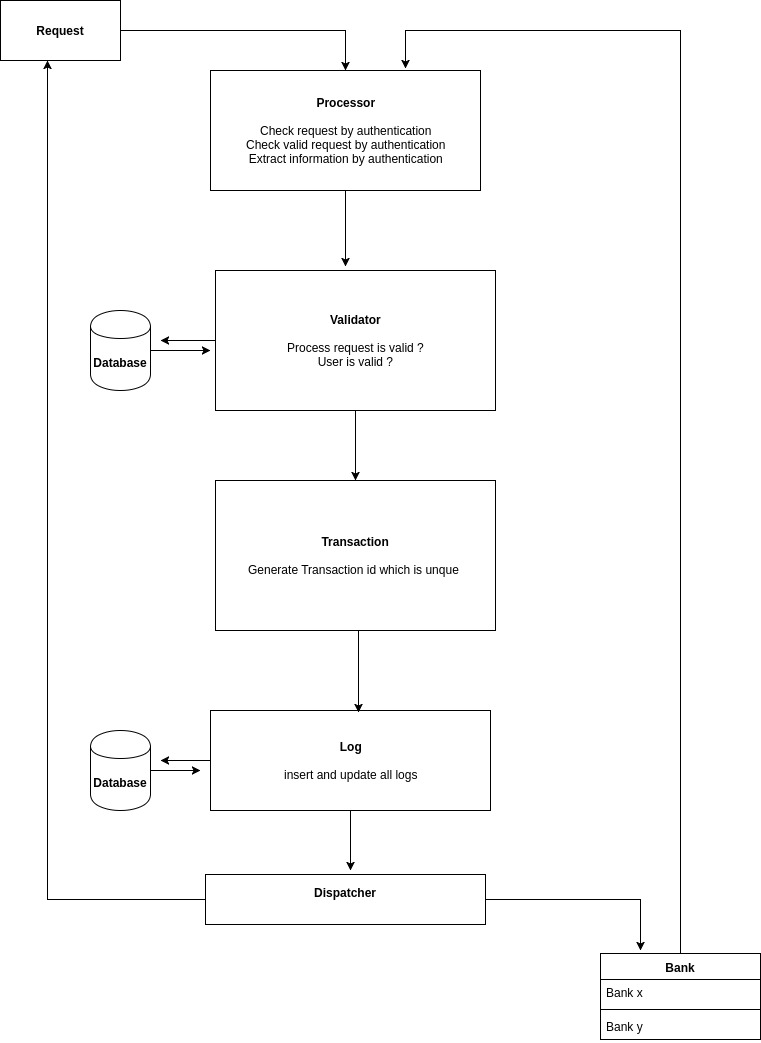 Request
Processor
Check request by authentication
Check valid request by authentication
Extract information by authentication
Validator
Process request is valid ?
User is valid ?
Database
Transaction
Generate Transaction id which is unque
Log
insert and update all logs
Database
Dispatcher
Bank
Bank x
Bank y